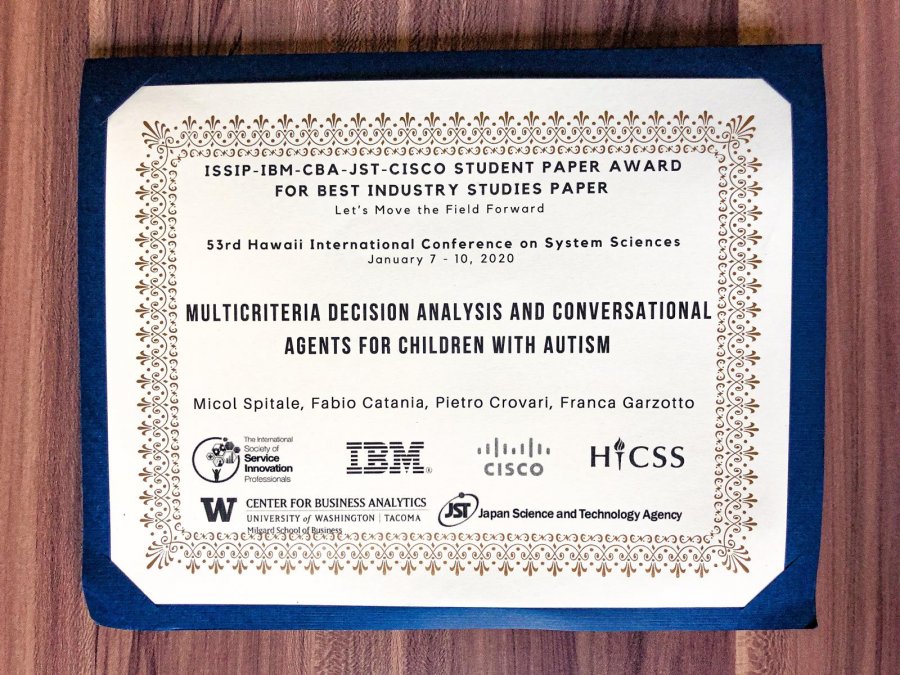 ISSIP-IBM-CBA-JST-CISCO STUDENT PAPER AWARD
FOR BEST INDUSTRY STUDIES PAPER
Let's Move the Field Forward
53rd Hawaii International Conference on System Sciences
January 7 - 10, 2020
MULTICRITERIA DECISION ANALYSIS AND CONVERSATIONAL
AGENTS FOR CHILDREN WITH AUTISM
Micol Spitale, Fabio Catania, Pietro Crovari, Franca Garzotto
The International
Society of
Service
Innovation
Professionals
IBM®
CISCO
HICSS
W CENTER FOR BUSINESS ANALYTICS
UNIVERSITY of WASHINGTON | TACOMA
Milgard School of Business
JST Japan Science and Technology Agency